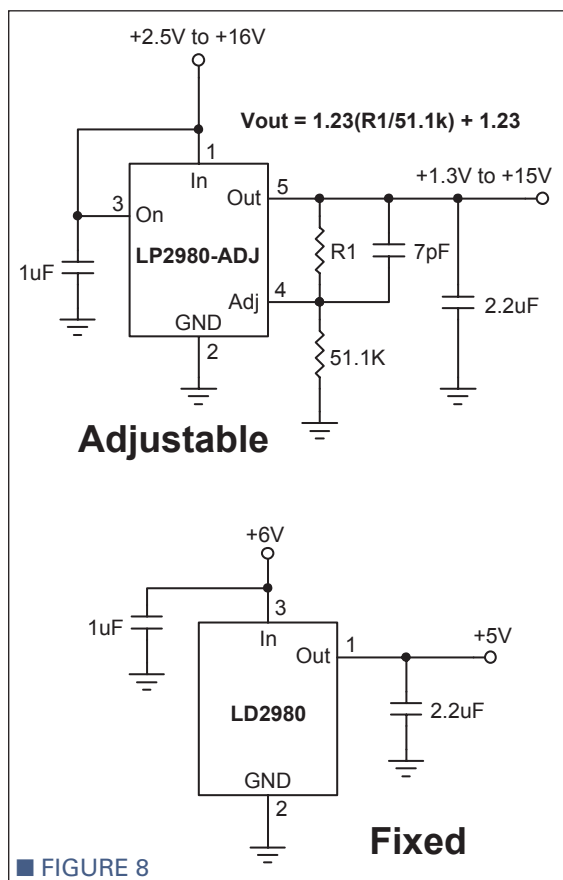 +2.5V to +16V
Vout = 1.23(R1/51.1k) + 1.23
1
In
Out
5
+1.3V to +15V
3
On
LP2980-ADJ
R1
7pF
1uF
Adj
4
2.2uF
GND
2
51.1K
Adjustable
+6V
3
1uF
In
Out
1
+5V
LD2980
2.2uF
GND
2
Fixed
■ FIGURE 8